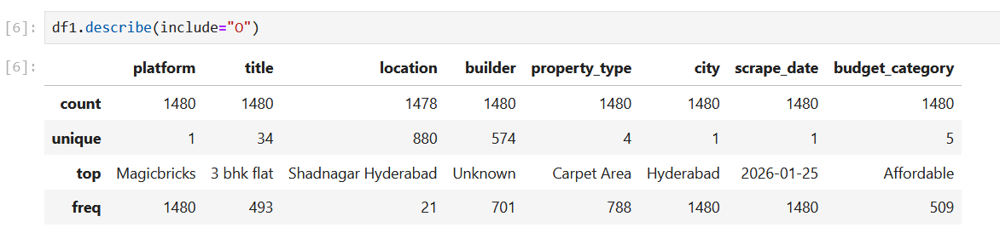 [6]: df1.describe(include="O")
[6]: platform title location builder property_type city scrape_date budget_category
count 1480 1480 1478 1480 1480 1480 1480 1480
unique 1 34 880 574 4 1 1 5
top Magicbricks 3 bhk flat Shadnagar Hyderabad Unknown Carpet Area Hyderabad 2026-01-25 Affordable
freq 1480 493 21 701 788 1480 1480 509